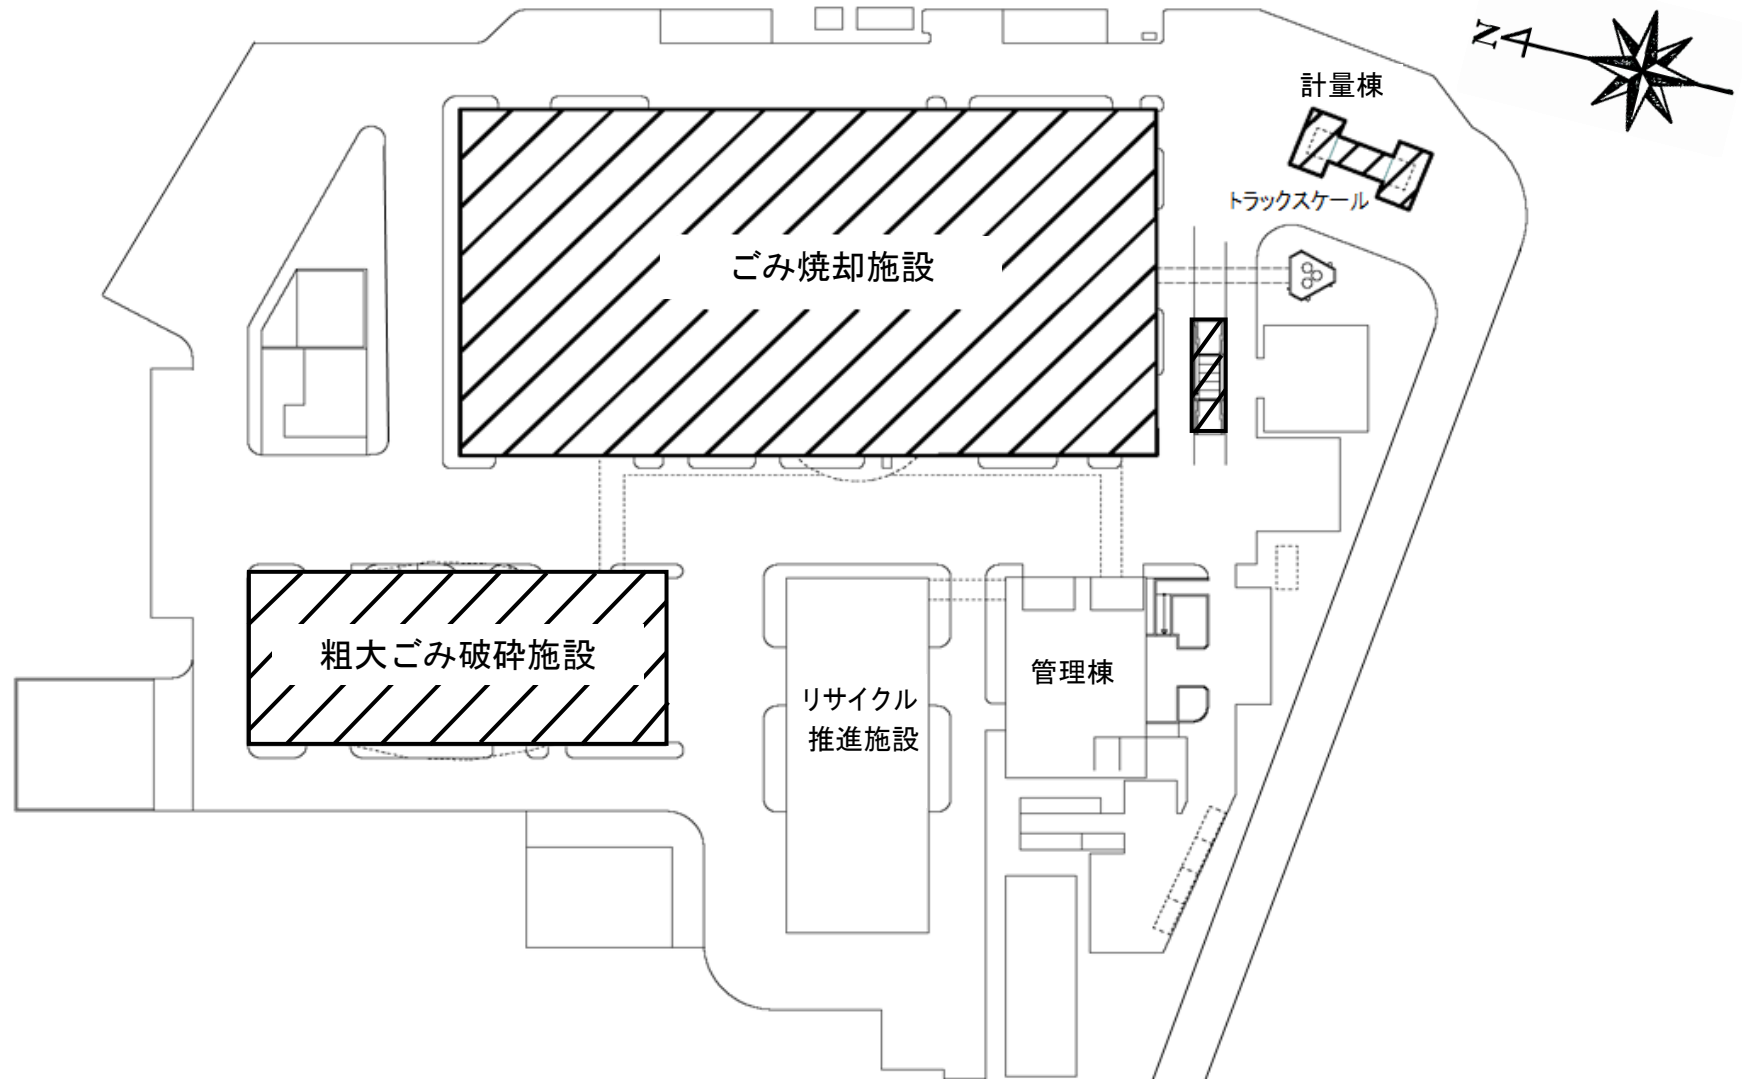 N
計量棟
トラックスケール
ごみ焼却施設
粗大ごみ破砕施設
管理棟
リサイクル
推進施設